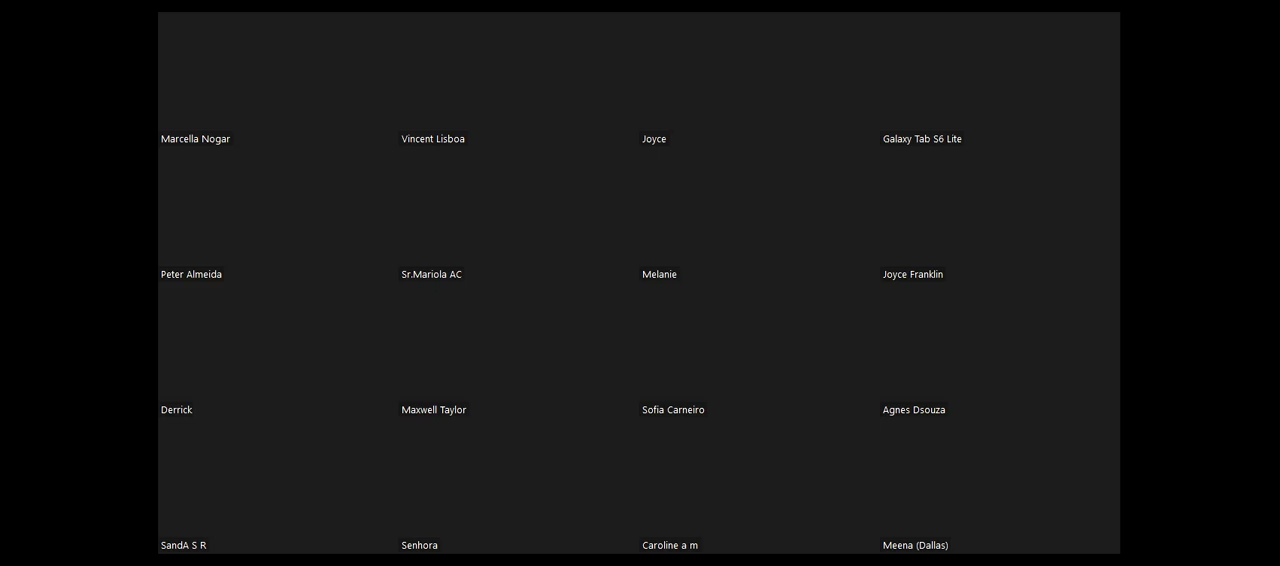 Marcella Nogar
Vincent Lisboa
Joyce
Galaxy Tab S6 Lite
Peter Almeida
Sr.Mariola AC
Melanie
Joyce Franklin
Derrick
Maxwell Taylor
Sofia Carneiro
Agnes Dsouza
SandA S R
Senhora
Caroline a m
Meena (Dallas)